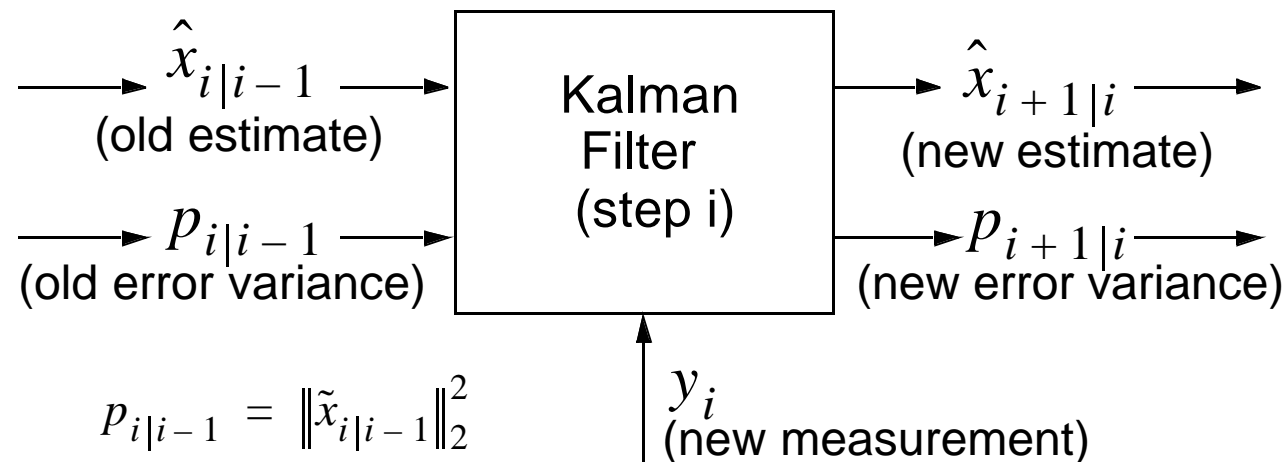 x̂_{i|i – 1}
(old estimate)
p_{i|i – 1}
(old error variance)
Kalman
Filter
(step i)
x̂_{i + 1|i}
(new estimate)
p_{i + 1|i}
(new error variance)
p_{i|i – 1} = ‖x̃_{i|i – 1}‖_2^2
y_i
(new measurement)